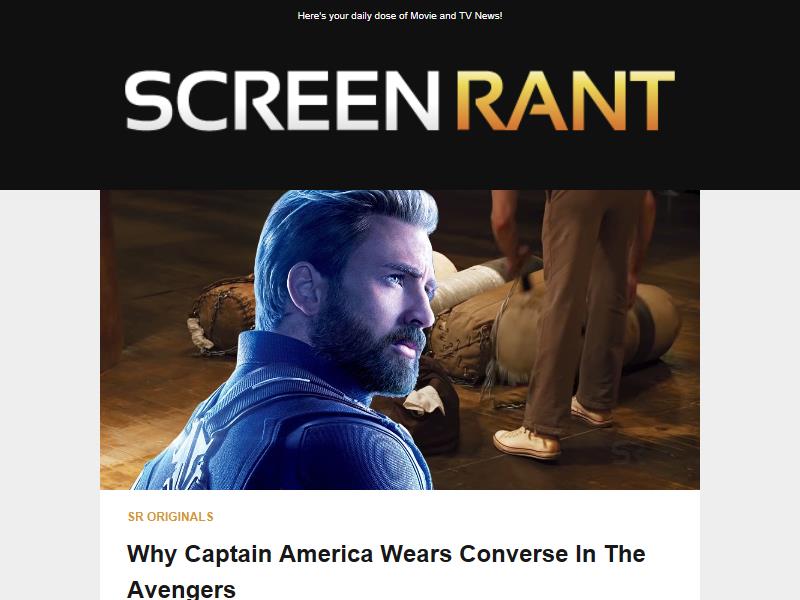 Here's your daily dose of Movie and TV News!
SCREEN RANT
SR ORIGINALS
Why Captain America Wears Converse In The
Avengers